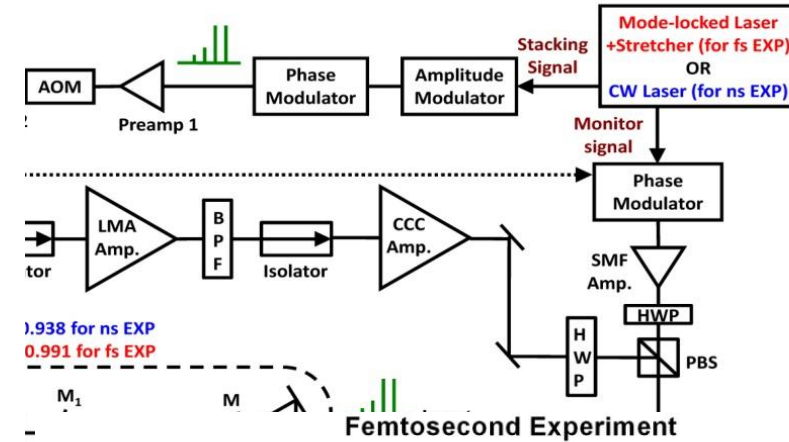 Mode-locked Laser
+Stretcher (for fs EXP)
OR
CW Laser (for ns EXP)
Stacking
Signal
Amplitude
Modulator
Phase
Modulator
Preamp 1
AOM
Monitor
signal
Phase
Modulator
SMF
Amp.
HWP
PBS
LMA
Amp.
B
P
F
Isolator
CCC
Amp.
H
W
P
tor
0.938 for ns EXP
0.991 for fs EXP
M1
M
Femtosecond Experiment